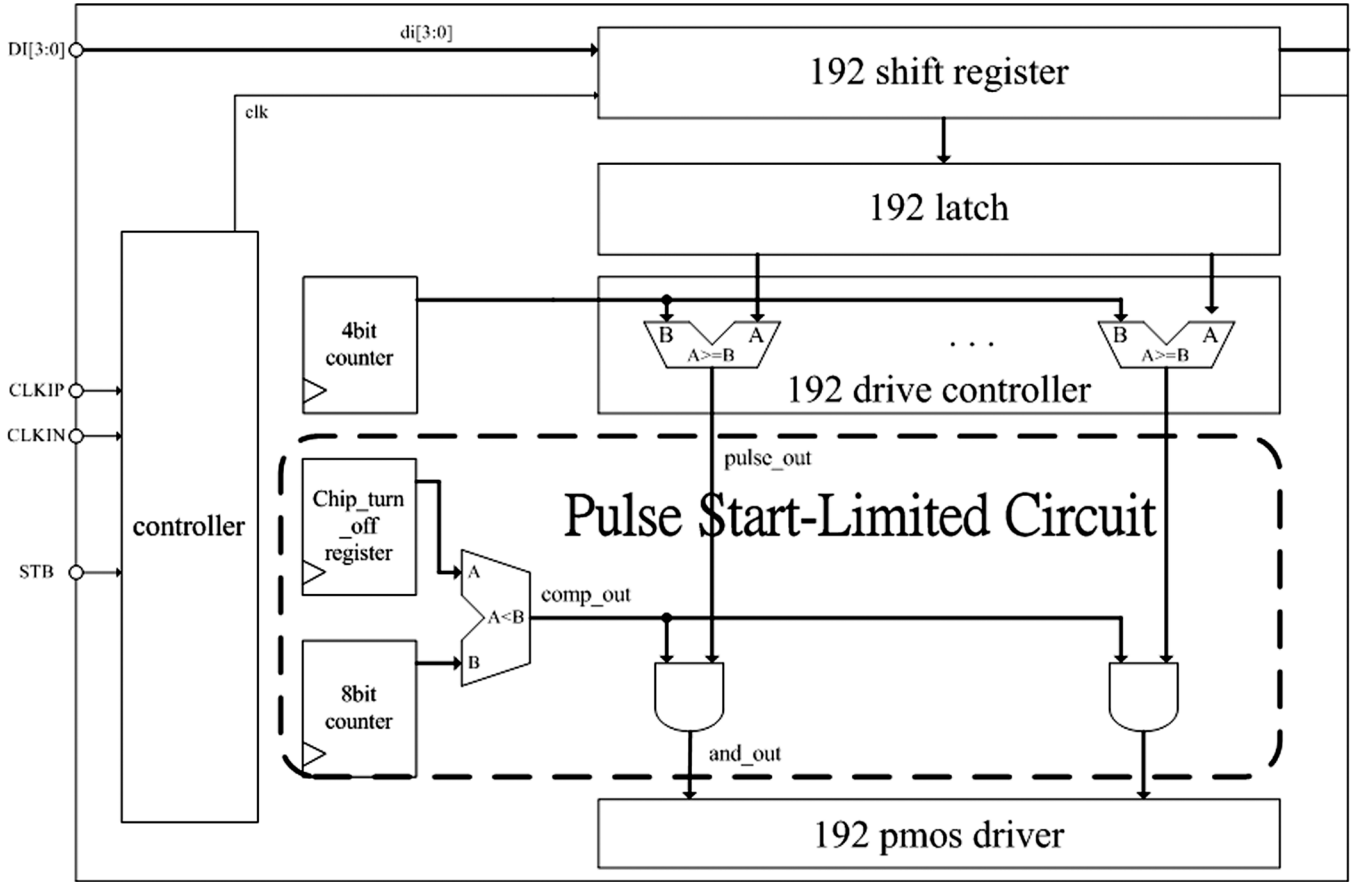 DI[3:0]
di[3:0]
192 shift register
clk
192 latch
4bit
counter
B
A
A>=B
. . .
B
A
A>=B
192 drive controller
CLKIP
CLKIN
STB
controller
pulse_out
Pulse Start-Limited Circuit
Chip_turn
_off
register
A
A<B
B
comp_out
8bit
counter
and_out
192 pmos driver